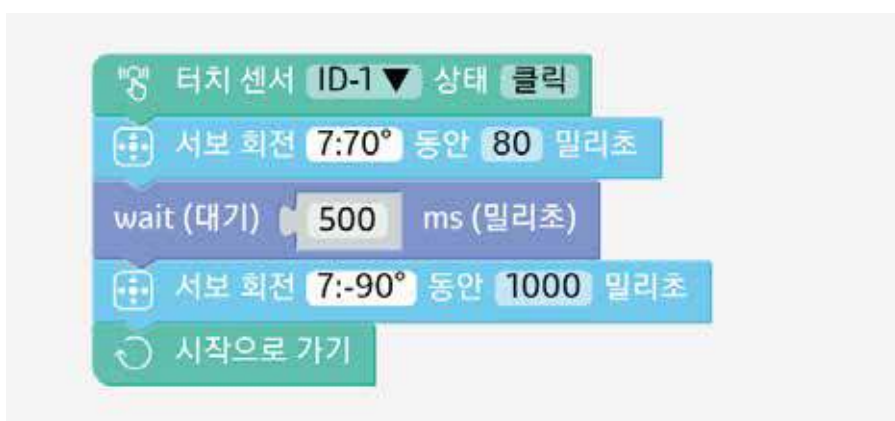 터치 센서 ID-1▼ 상태 클릭
서보 회전 7:70° 동안 80 밀리초
wait (대기) 500 ms (밀리초)
서보 회전 7:-90° 동안 1000 밀리초
시작으로 가기